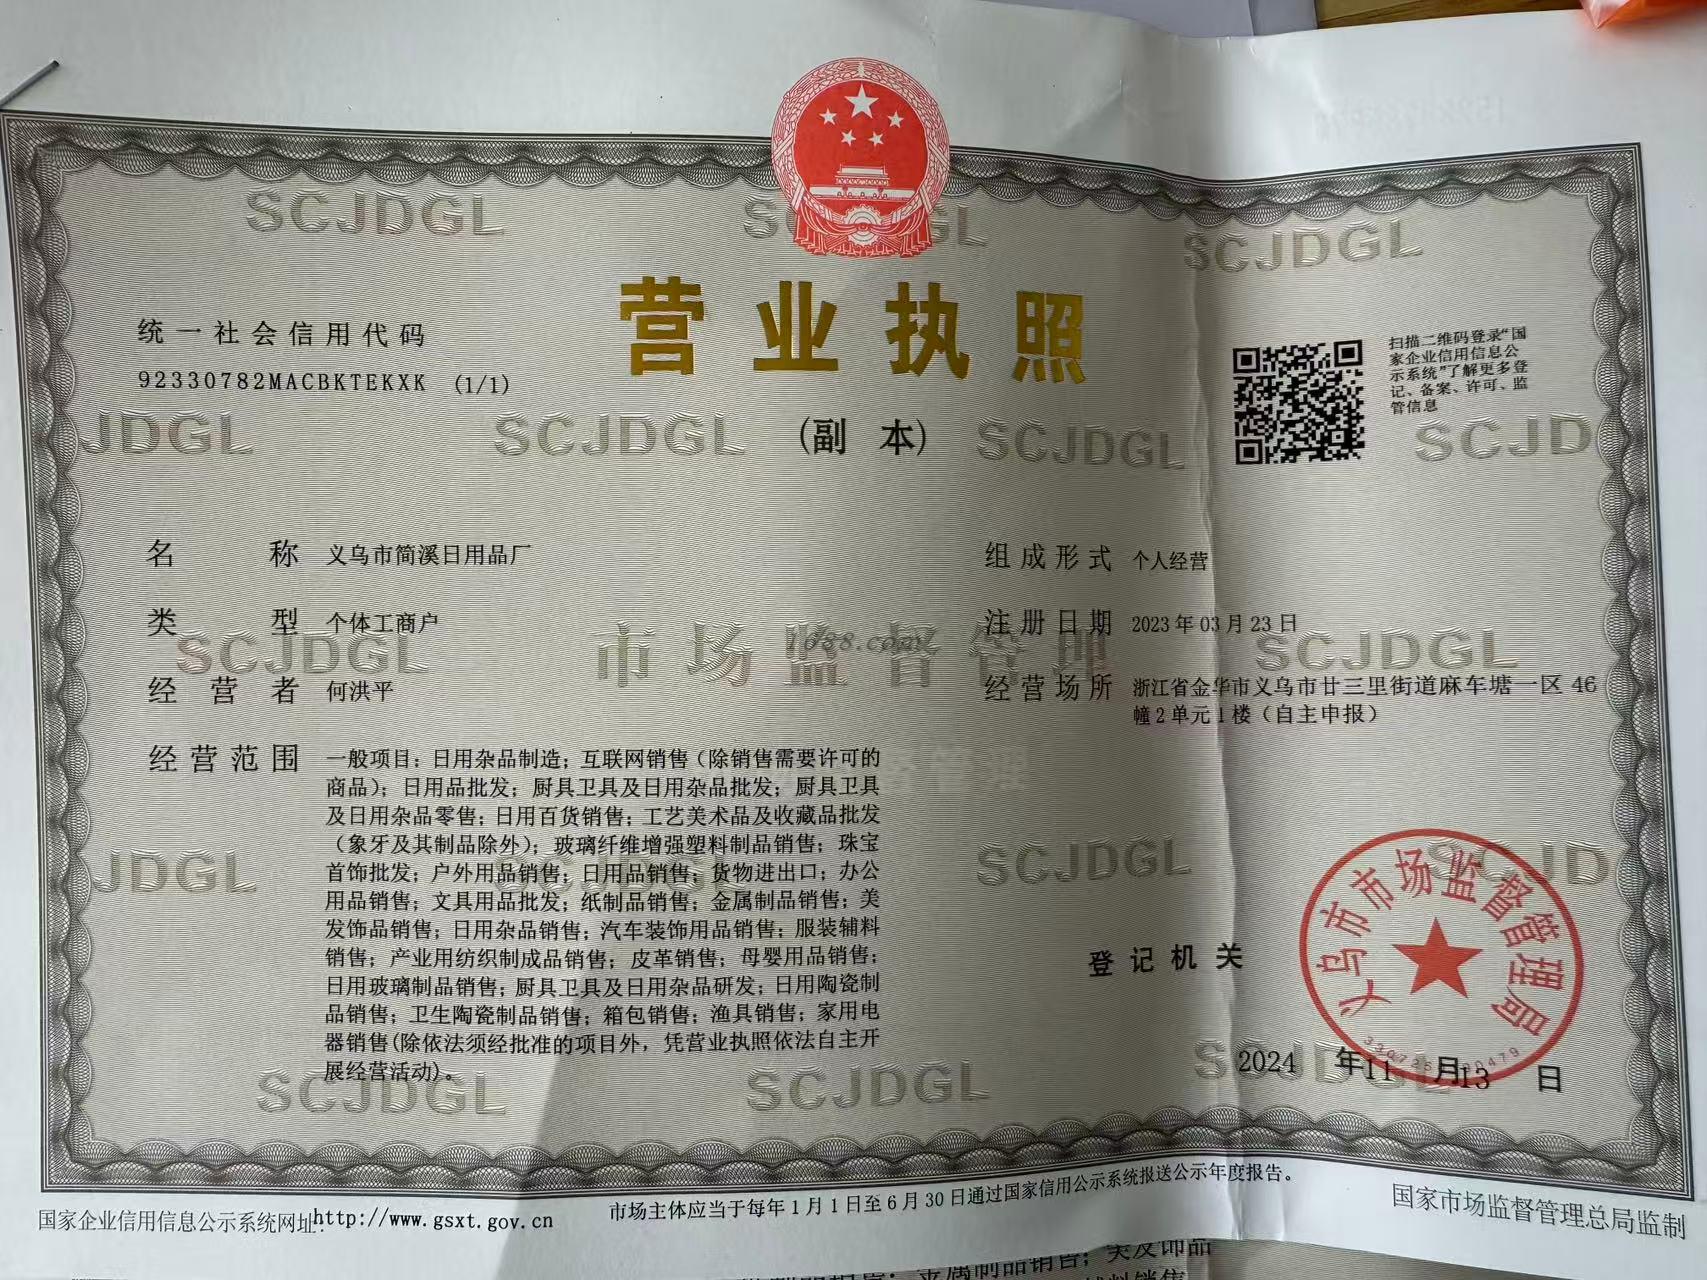 营业执照
(副 本)
统一社会信用代码
92330782MACBKTEKXK (1/1)
扫描二维码登录“国
家企业信用信息公
示系统”了解更多登
记、备案、许可、监
管信息
名 称 义乌市简溪日用品厂
类 型 个体工商户
经 营 者 何洪平
经营范围 一般项目：日用杂品制造；互联网销售（除销售需要许可的
商品）；日用品批发；厨具卫具及日用杂品批发；厨具卫具
及日用杂品零售；日用百货销售；工艺美术品及收藏品批发
（象牙及其制品除外）；玻璃纤维增强塑料制品销售；珠宝
首饰批发；户外用品销售；日用品销售；货物进出口；办公
用品销售；文具用品批发；纸制品销售；金属制品销售；美
发饰品销售；日用杂品销售；汽车装饰用品销售；服装辅料
销售；产业用纺织制成品销售；皮革销售；母婴用品销售；
日用玻璃制品销售；厨具卫具及日用杂品研发；日用陶瓷制
品销售；卫生陶瓷制品销售；箱包销售；渔具销售；家用电
器销售(除依法须经批准的项目外，凭营业执照依法自主开
展经营活动)。
组成形式 个人经营
注册日期 2023年03月23日
经营场所 浙江省金华市义乌市廿三里街道麻车塘一区46
幢2单元1楼（自主申报）
登记机关
义乌市市场监督管理局
2024 年11 月13 日
SCJDGL
SCJDGL
SCJDGL
JDGL
SCJDGL
SCJDGL
SCJD
SCJDGL
市场监督管理
SCJDGL
1688.com
JDGL
SCJDGL
SCJDGL
SCJDGL
SCJDGL
国家企业信用信息公示系统网址：http://www.gsxt.gov.cn
市场主体应当于每年1月1日至6月30日通过国家信用公示系统报送公示年度报告。
国家市场监督管理总局监制